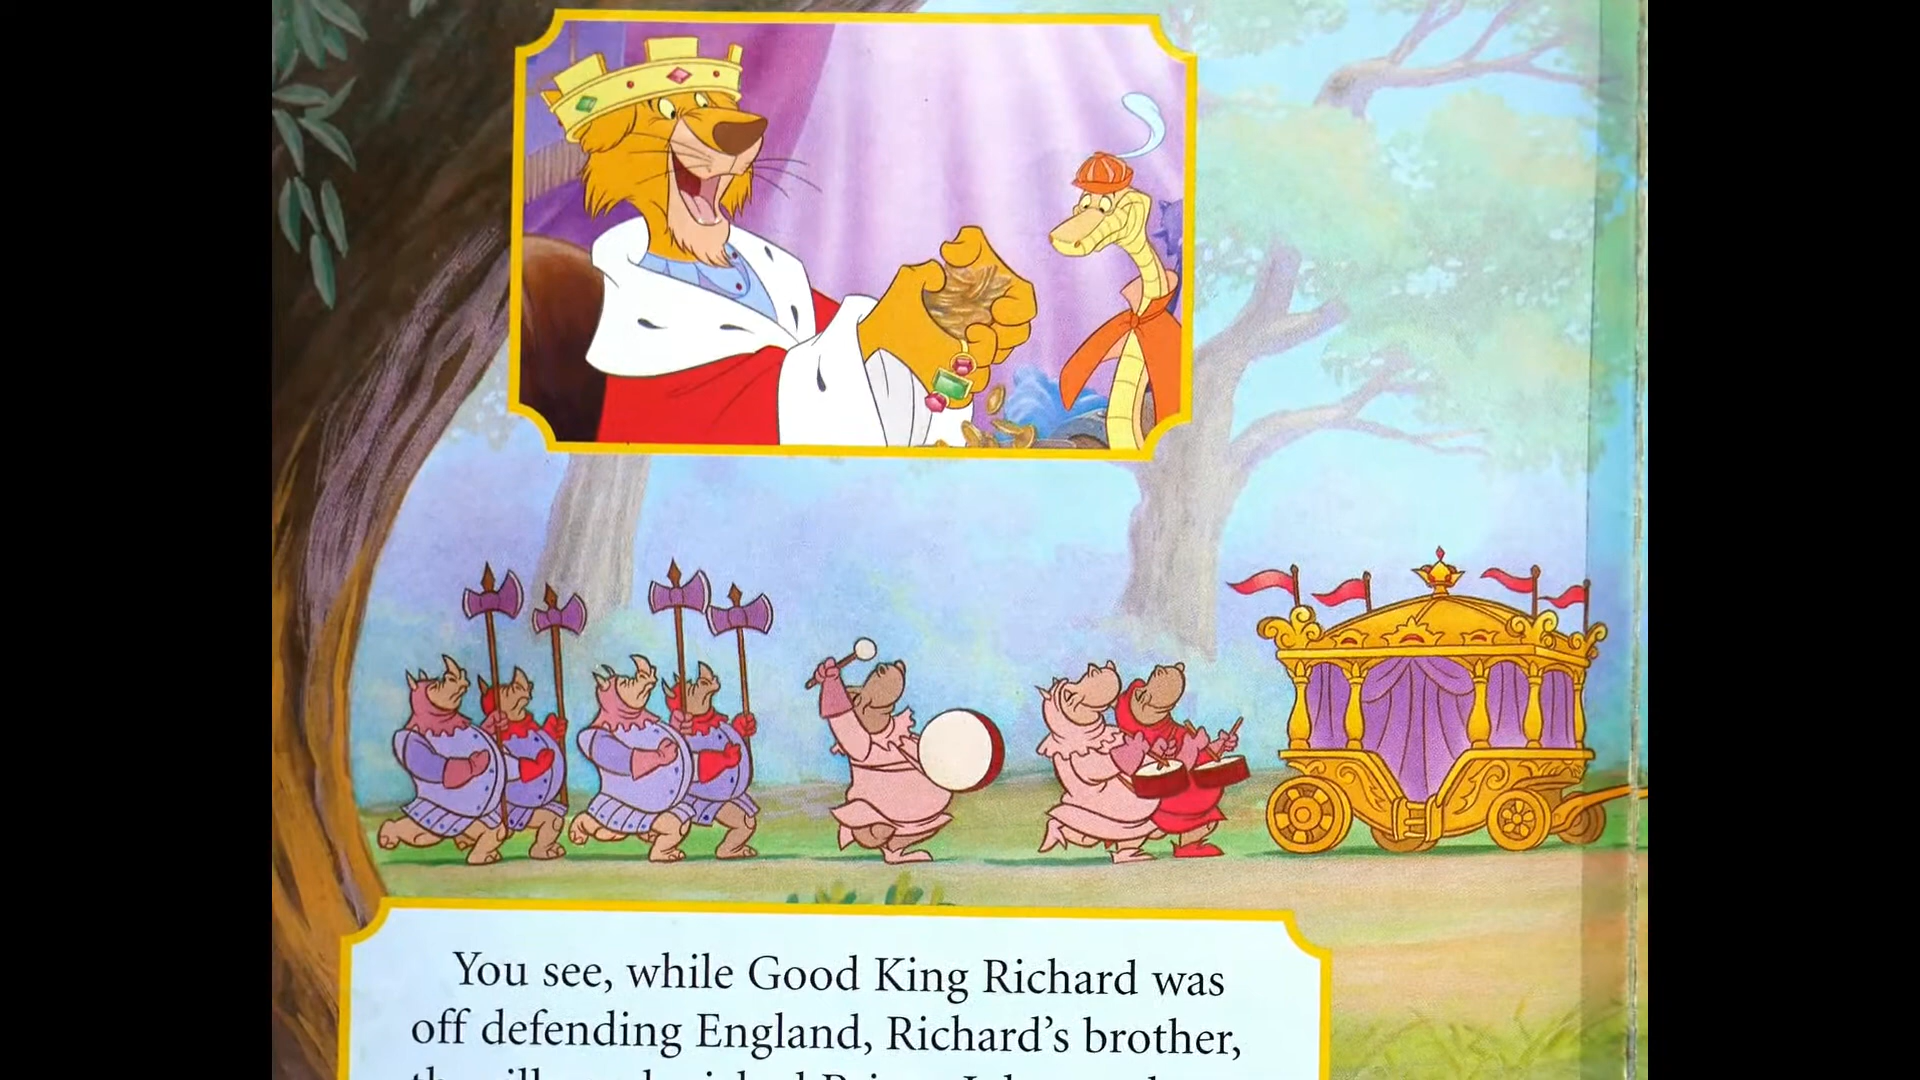 You see, while Good King Richard was
off defending England, Richard's brother,